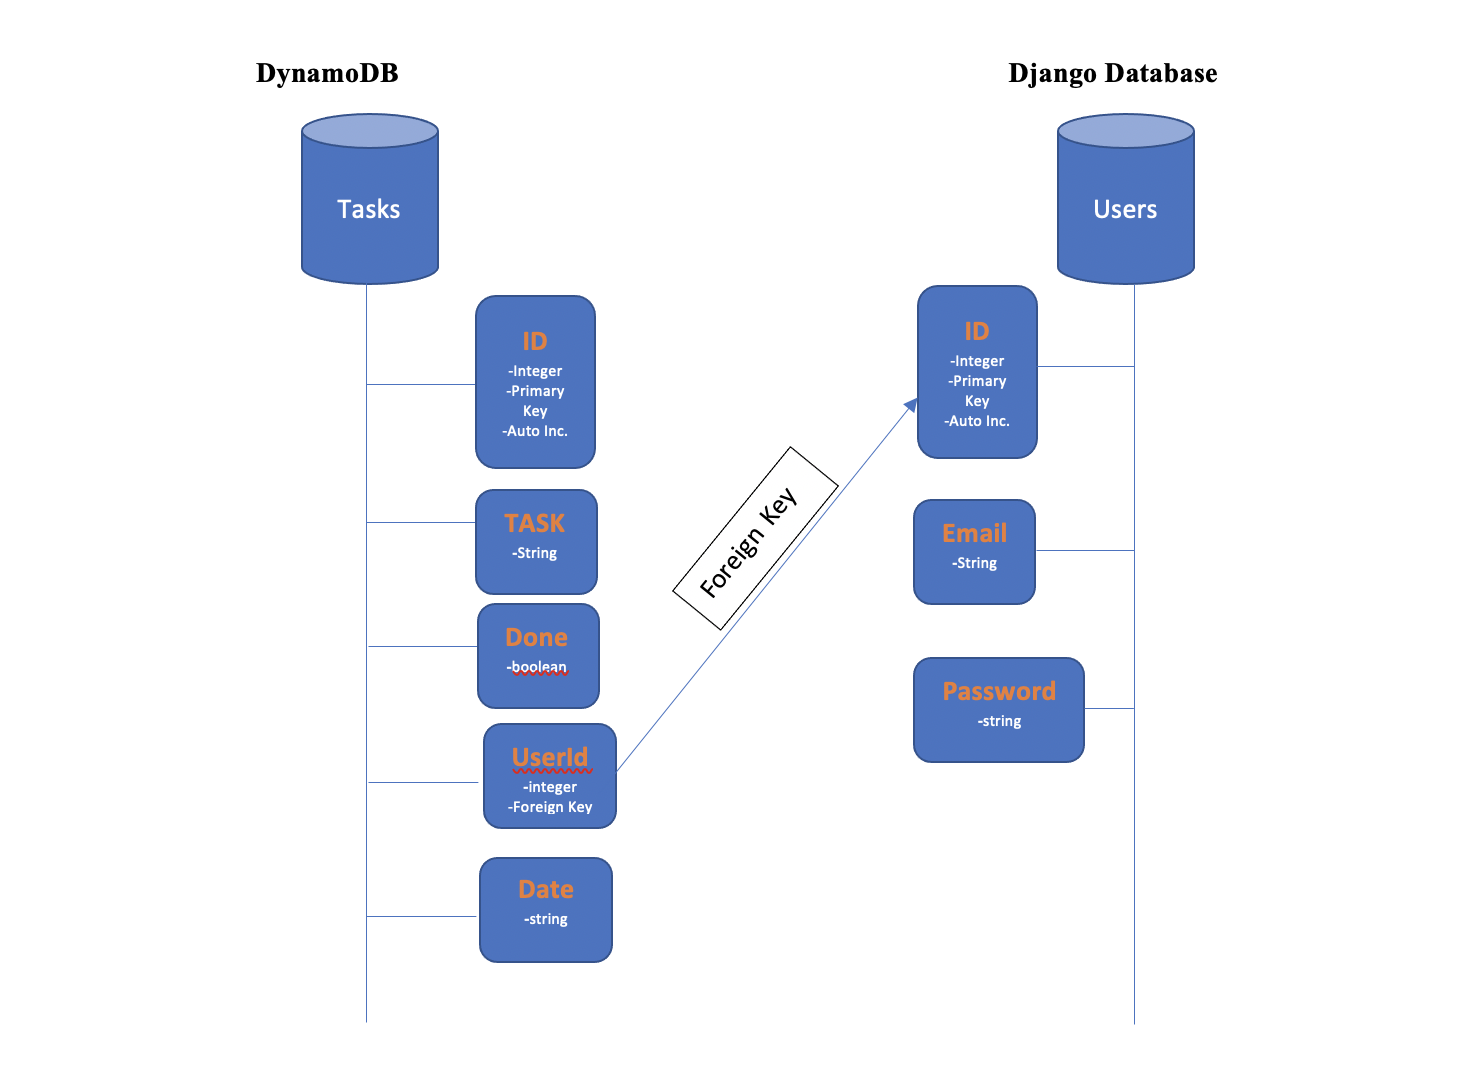 DynamoDB
Django Database
Tasks
Users
ID
-Integer
-Primary
Key
-Auto Inc.
TASK
-String
Done
-boolean
UserId
-integer
-Foreign Key
Date
-string
Foreign Key
ID
-Integer
-Primary
Key
-Auto Inc.
Email
-String
Password
-string